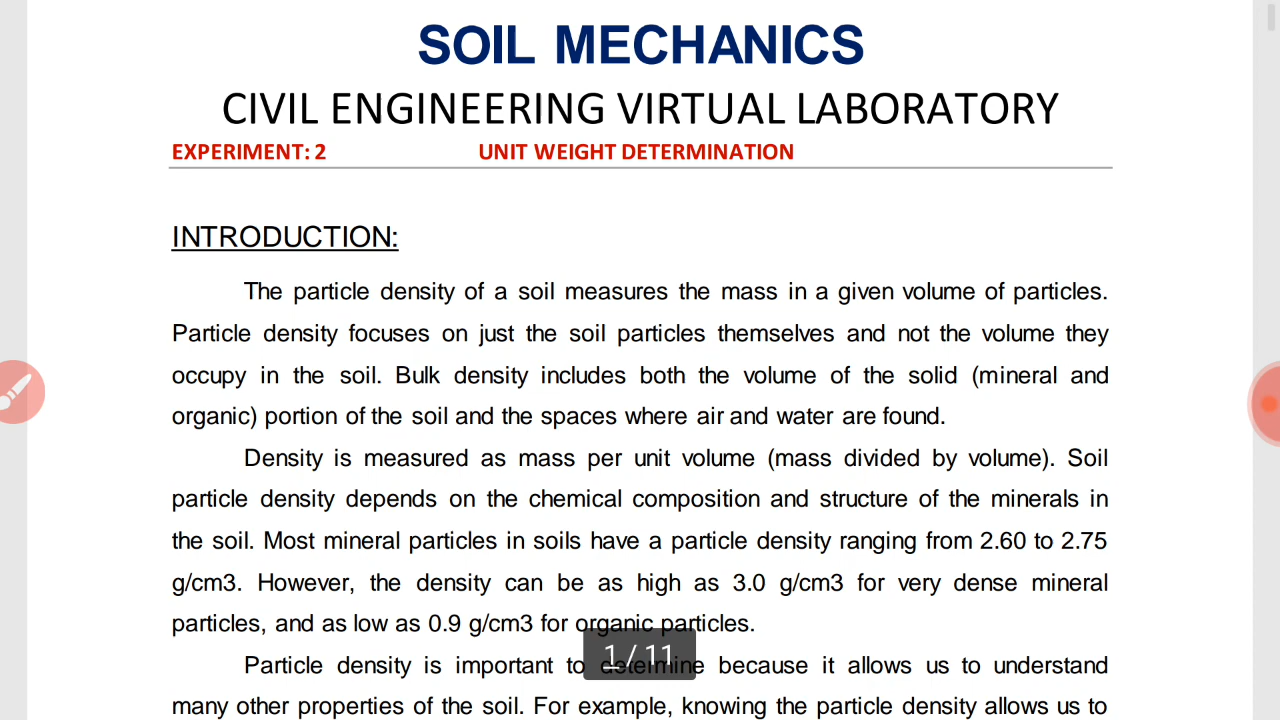 SOIL MECHANICS
CIVIL ENGINEERING VIRTUAL LABORATORY
EXPERIMENT: 2 UNIT WEIGHT DETERMINATION
INTRODUCTION:
The particle density of a soil measures the mass in a given volume of particles.
Particle density focuses on just the soil particles themselves and not the volume they
occupy in the soil. Bulk density includes both the volume of the solid (mineral and
organic) portion of the soil and the spaces where air and water are found.
Density is measured as mass per unit volume (mass divided by volume). Soil
particle density depends on the chemical composition and structure of the minerals in
the soil. Most mineral particles in soils have a particle density ranging from 2.60 to 2.75
g/cm3. However, the density can be as high as 3.0 g/cm3 for very dense mineral
particles, and as low as 0.9 g/cm3 for organic particles.
1 / 11
Particle density is important to determine because it allows us to understand
many other properties of the soil. For example, knowing the particle density allows us to